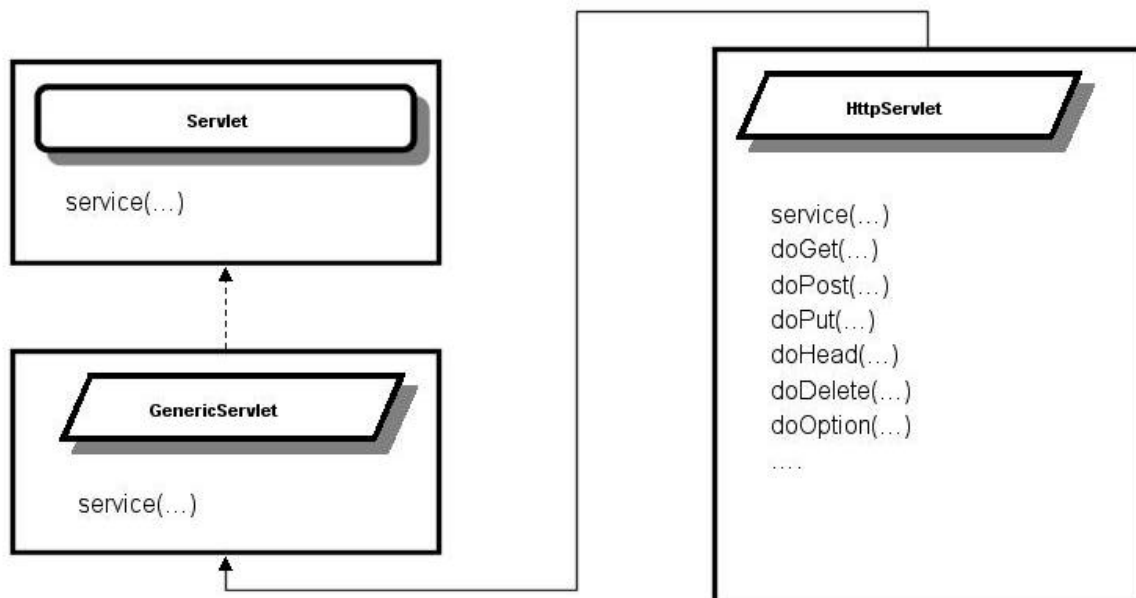 Servlet
service(...)
GenericServlet
service(...)
HttpServlet
service(...)
doGet(...)
doPost(...)
doPut(...)
doHead(...)
doDelete(...)
doOption(...)
....